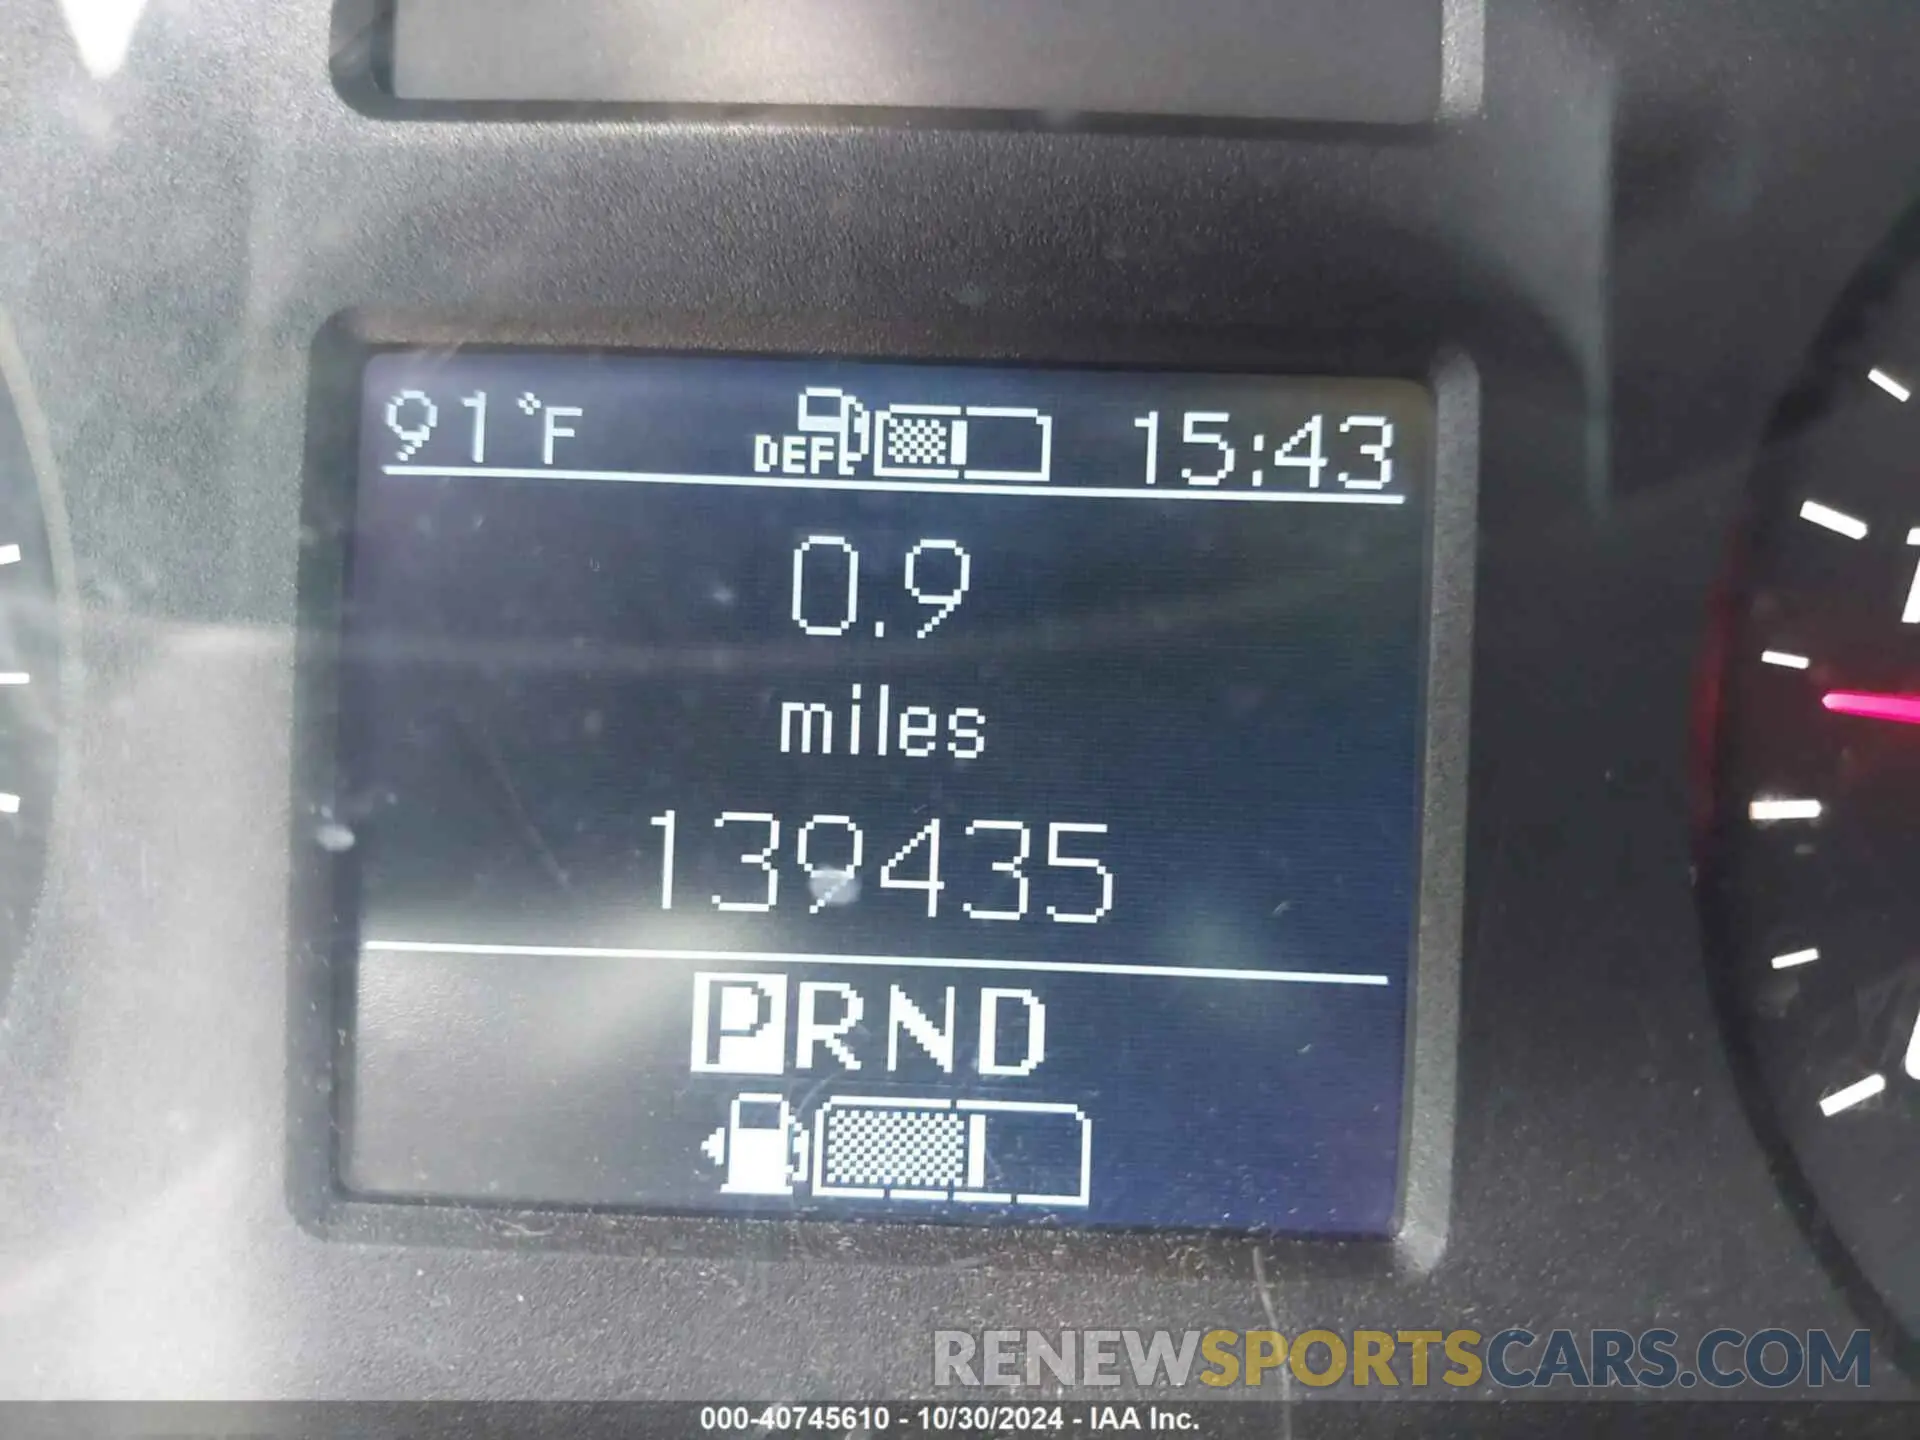 91°F DEF 15:43
0.9
miles
139435
PRND
RENEWSPORTSCARS.COM
000-40745610 - 10/30/2024 - IAA Inc.